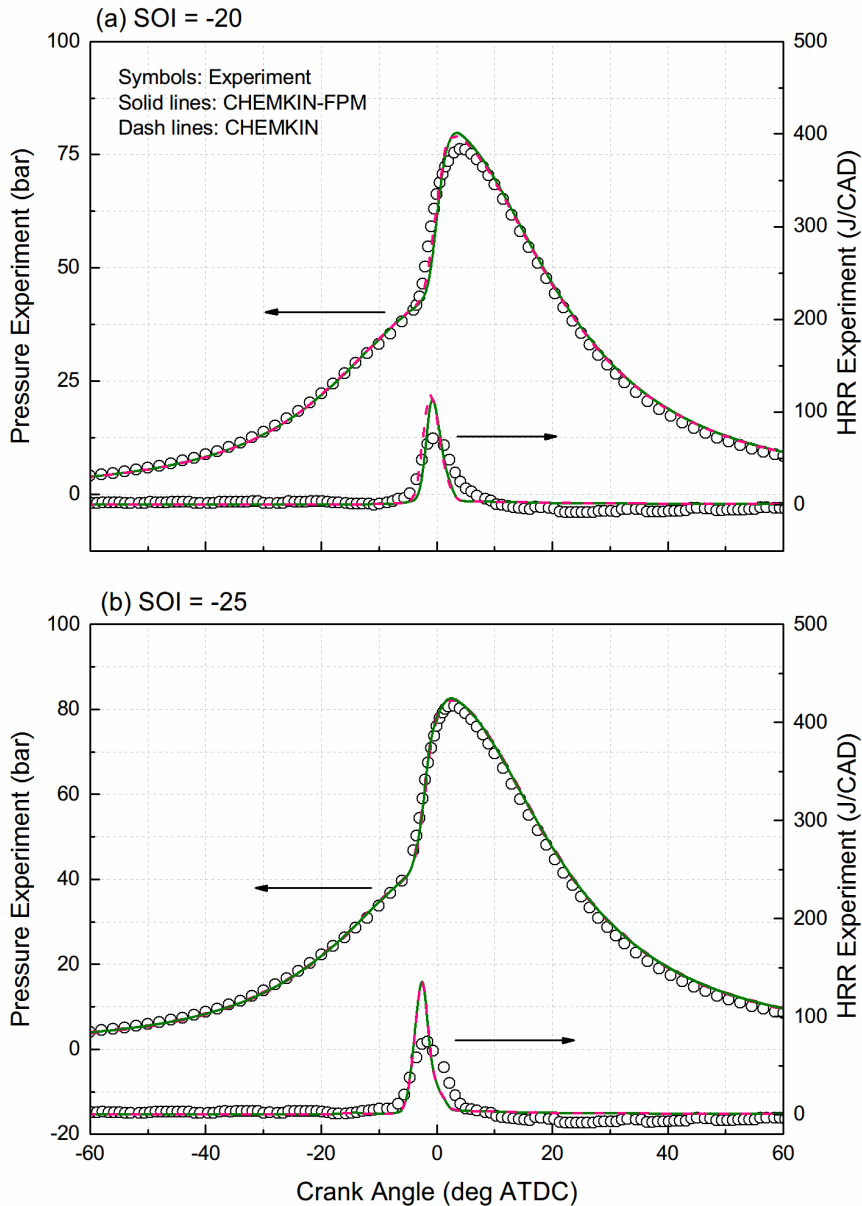 (a) SOI = -20
100
75
50
25
0
Pressure Experiment (bar)
Symbols: Experiment
Solid lines: CHEMKIN-FPM
Dash lines: CHEMKIN
500
400
300
200
100
0
HRR Experiment (J/CAD)
(b) SOI = -25
100
80
60
40
20
0
-20
Pressure Experiment (bar)
500
400
300
200
100
0
HRR Experiment (J/CAD)
-60 -40 -20 0 20 40 60
Crank Angle (deg ATDC)